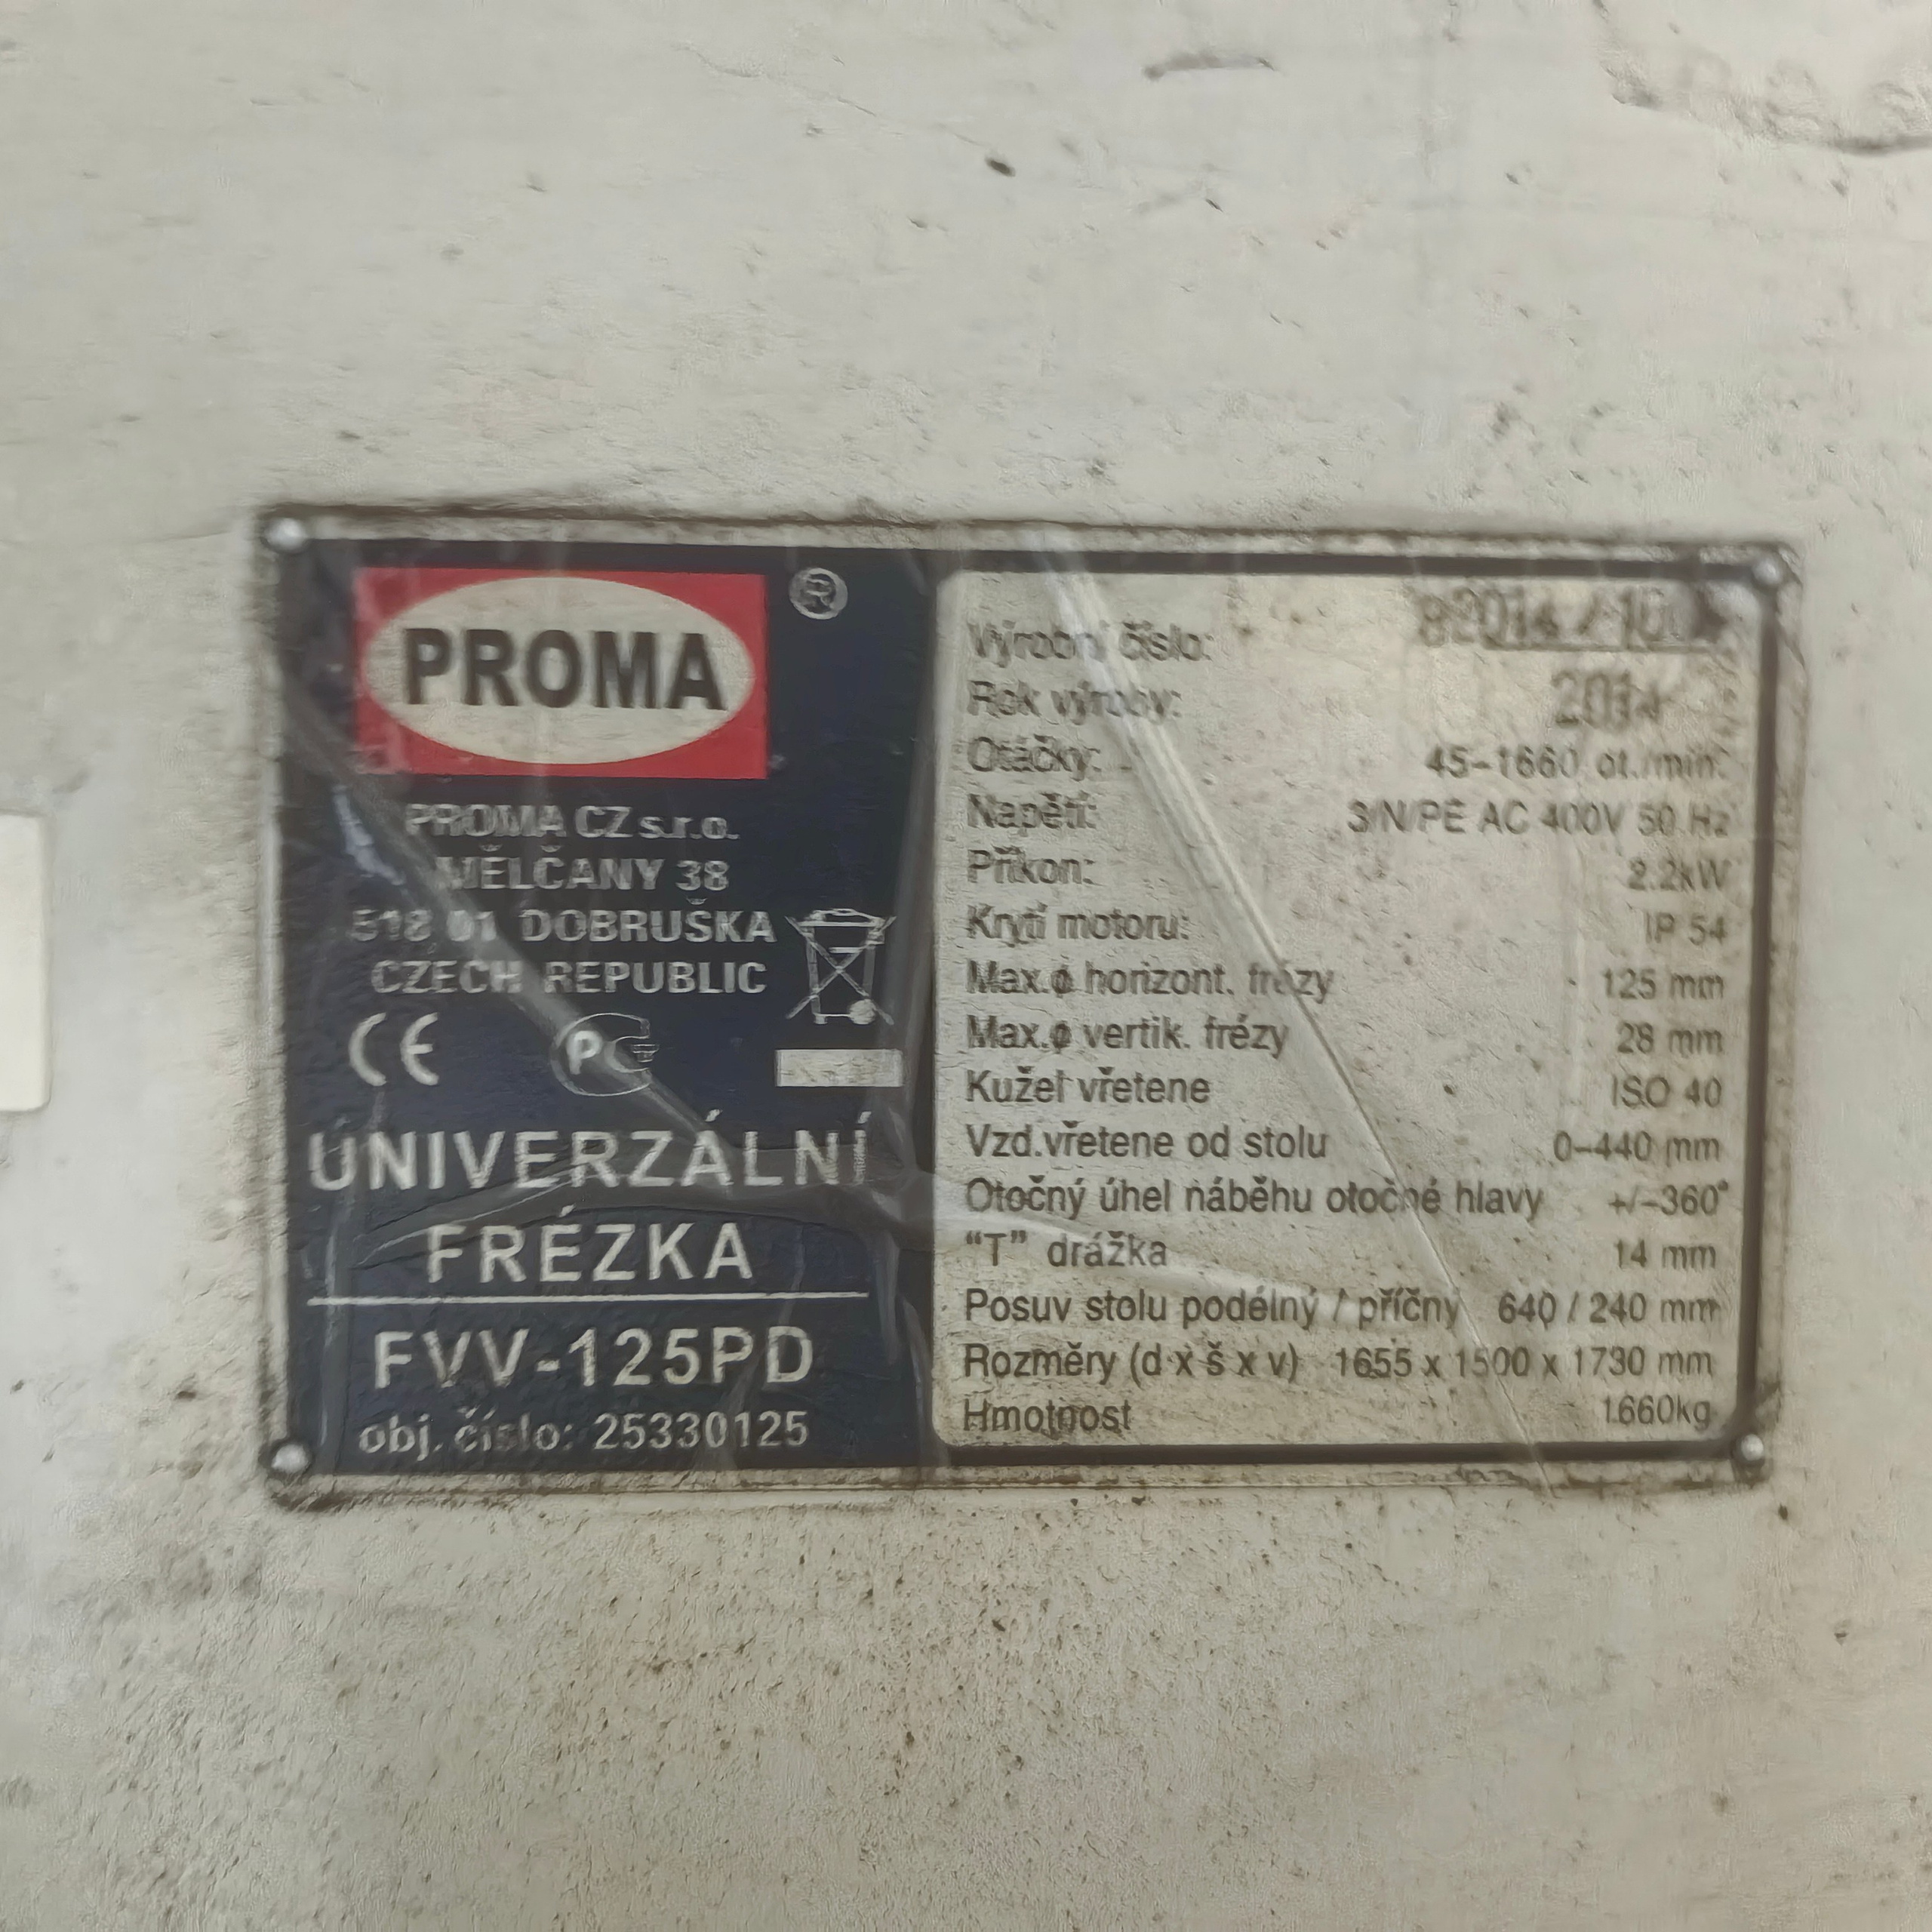 PROMA
®
PROMA CZ s.r.o.
MĚLČANY 38
518 01 DOBRUŠKA
CZECH REPUBLIC
CE
UNIVERZÁLNÍ
FRÉZKA
FVV-125PD
obj. číslo: 25330125
Výrobní číslo:
Rok výroby: 2014
Otáčky: 45-1660 ot./min.
Napětí: 3/N/PE AC 400V 50 Hz
Příkon: 2.2kW
Krytí motoru: IP 54
Max.ø horizont. frézy 125 mm
Max.ø vertik. frézy 28 mm
Kužel vřetene ISO 40
Vzd.vřetene od stolu 0-440 mm
Otočný úhel náběhu otočné hlavy +/-360°
“T” drážka 14 mm
Posuv stolu podélný / příčný 640 / 240 mm
Rozměry (d x š x v) 1655 x 1500 x 1730 mm
Hmotnost 1660kg